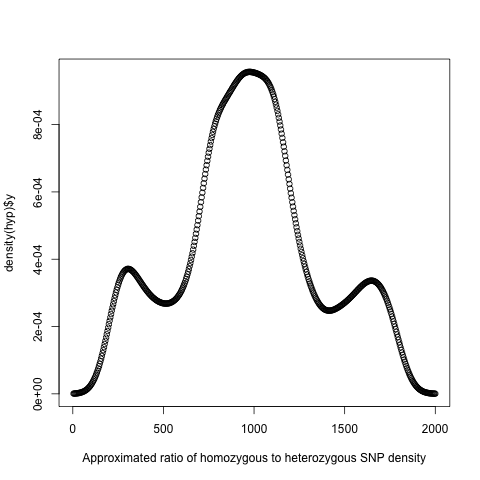 density(hyp)$y
8e-04
6e-04
4e-04
2e-04
0e+00
0 500 1000 1500 2000
Approximated ratio of homozygous to heterozygous SNP density